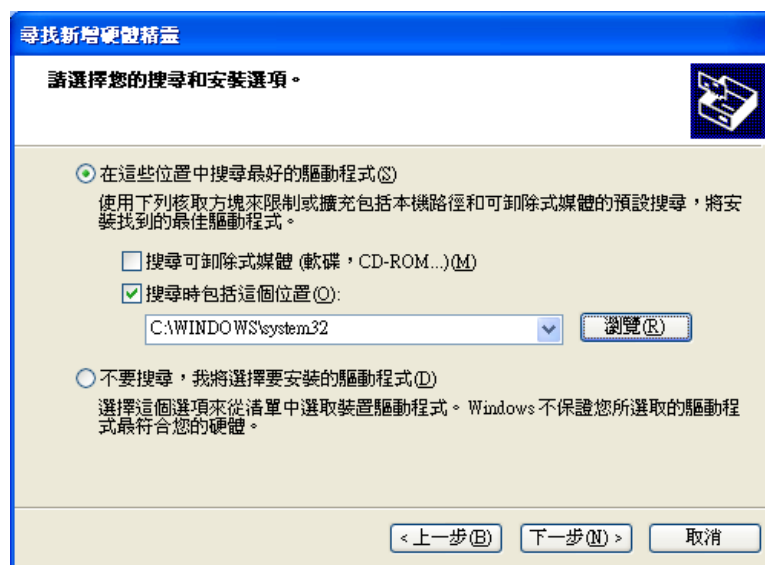 尋找新增硬體精靈
請選擇您的搜尋和安裝選項。
在這些位置中搜尋最好的驅動程式(S)
使用下列核取方塊來限制或擴充包括本機路徑和可卸除式媒體的預設搜尋，將安
裝找到的最佳驅動程式。
搜尋可卸除式媒體 (軟碟，CD-ROM...)(M)
搜尋時包括這個位置(O):
C:\WINDOWS\system32
瀏覽(R)
不要搜尋，我將選擇要安裝的驅動程式(D)
選擇這個選項來從清單中選取裝置驅動程式。Windows 不保證您所選取的驅動程
式最符合您的硬體。
<上一步(B) 下一步(N)> 取消